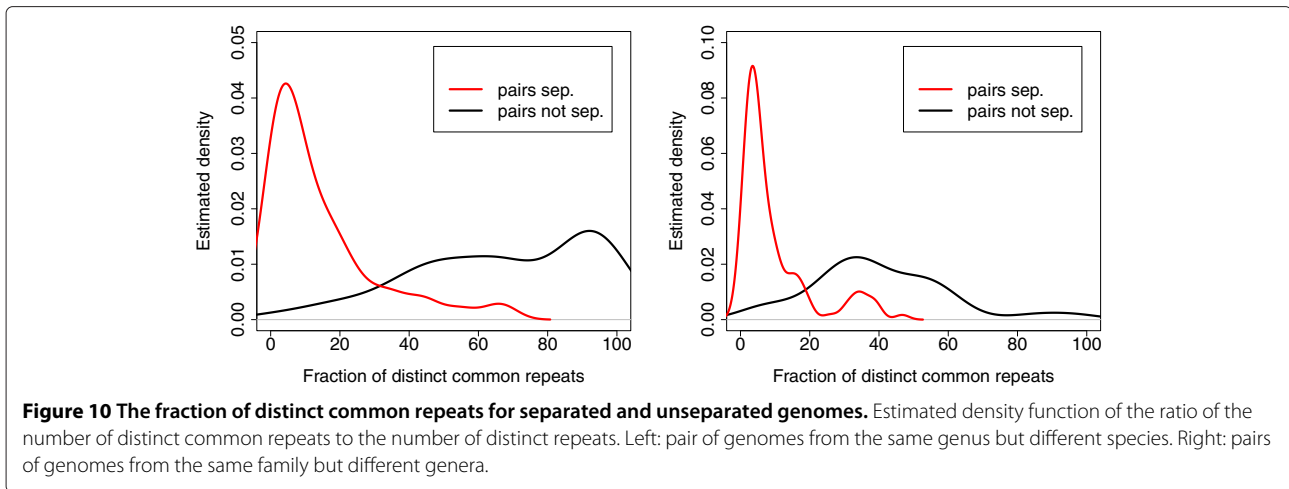 0.05
0.04
0.03
0.02
0.01
0.00
Estimated density
pairs sep.
pairs not sep.
0 20 40 60 80 100
Fraction of distinct common repeats
0.10
0.08
0.06
0.04
0.02
0.00
Estimated density
pairs sep.
pairs not sep.
0 20 40 60 80 100
Fraction of distinct common repeats
Figure 10 The fraction of distinct common repeats for separated and unseparated genomes. Estimated density function of the ratio of the
number of distinct common repeats to the number of distinct repeats. Left: pair of genomes from the same genus but different species. Right: pairs
of genomes from the same family but different genera.